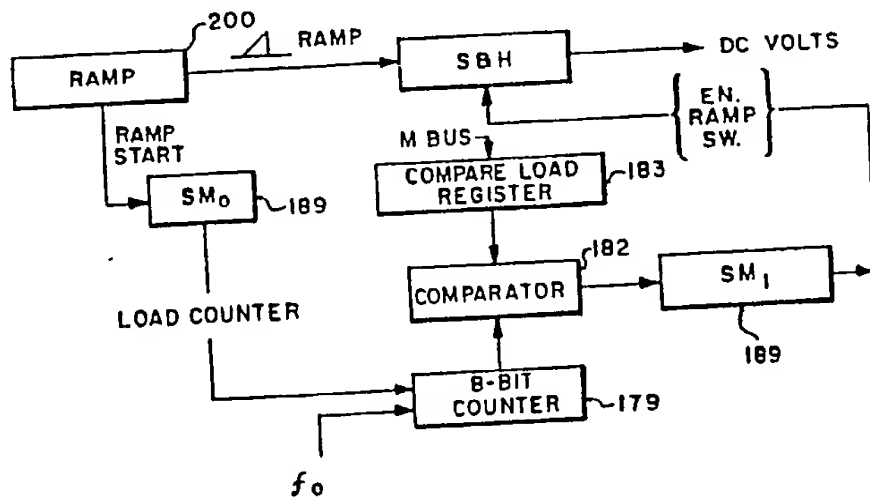 200
RAMP
RAMP
SBH
DC VOLTS
EN.
RAMP
SW.
RAMP
START
M BUS
COMPARE LOAD
REGISTER
183
SM0
189
182
COMPARATOR
SM1
189
LOAD COUNTER
8-BIT
COUNTER
179
fo